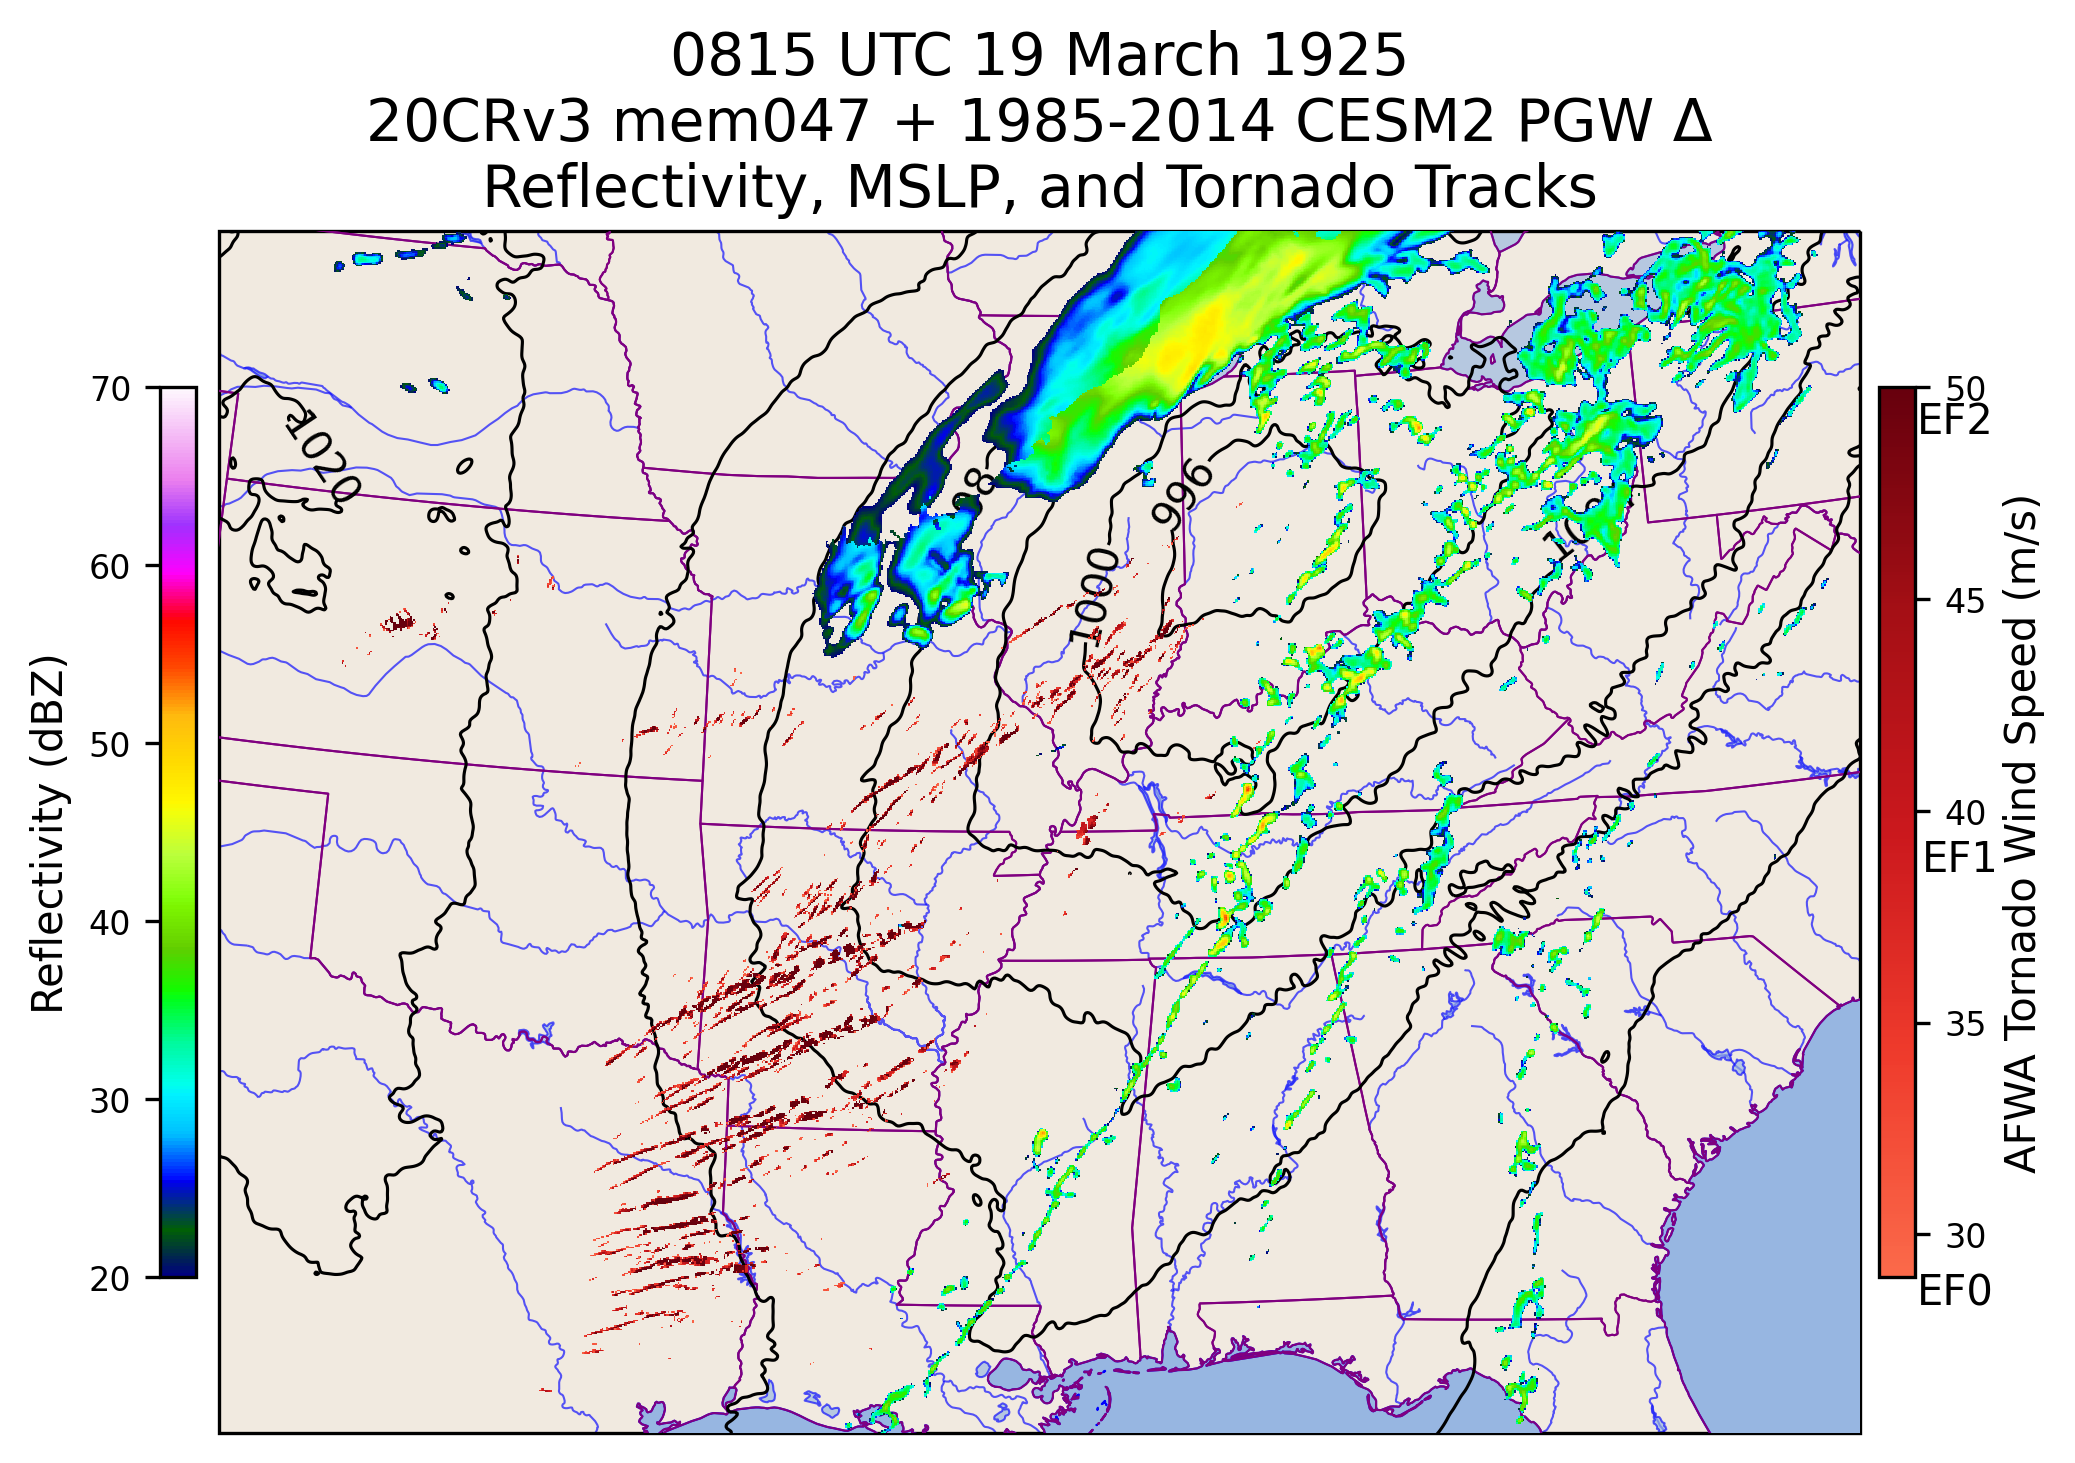 0815 UTC 19 March 1925
20CRv3 mem047 + 1985-2014 CESM2 PGW Δ
Reflectivity, MSLP, and Tornado Tracks
Reflectivity (dBZ)
70
60
50
40
30
20
1020
996
1000
50
EF2
45
40
EF1
35
30
EF0
AFWA Tornado Wind Speed (m/s)